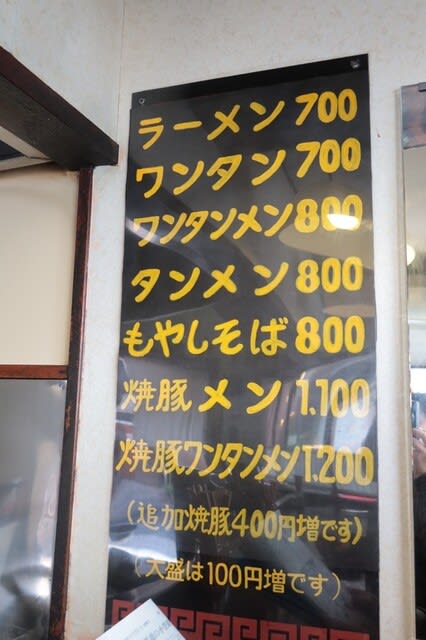 ラーメン 700
ワンタン 700
ワンタンメン 800
タンメン 800
もやしそば 800
焼豚メン 1.100
焼豚ワンタンメン 1.200
(追加焼豚400円増です)
(大盛は100円増です)